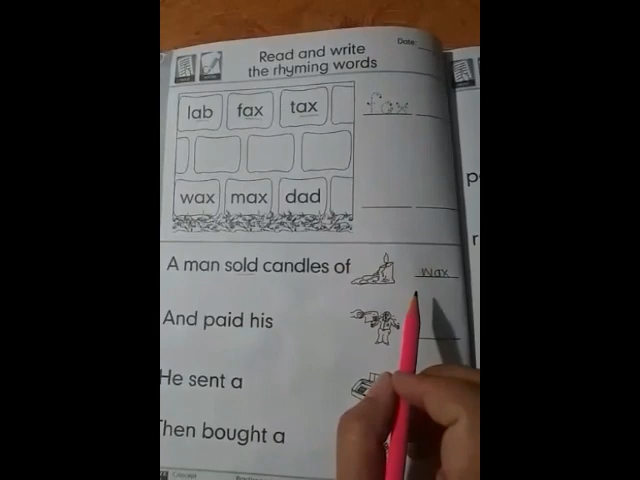 Read and write
the rhyming words
Date:
lab fax tax
fax
wax max dad
A man sold candles of wax
And paid his
He sent a
Then bought a
Concept